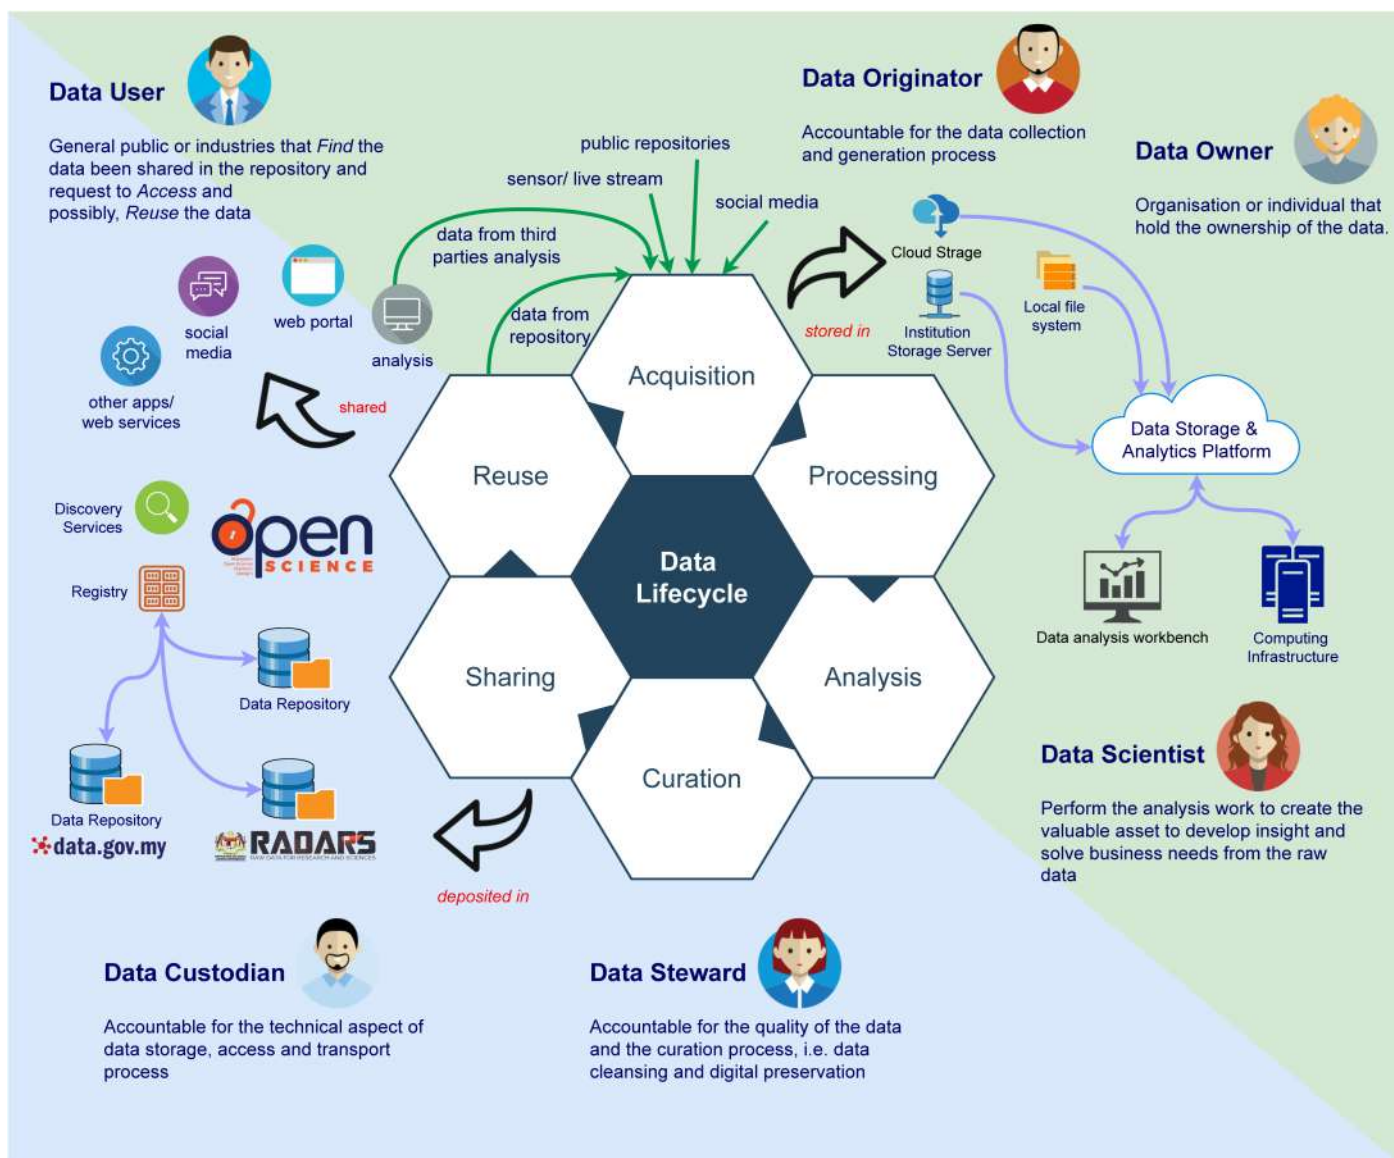 Data User
General public or industries that Find the
data been shared in the repository and
request to Access and
possibly, Reuse the data
Data Originator
Accountable for the data collection
and generation process
Data Owner
Organisation or individual that
hold the ownership of the data.
public repositories
sensor/ live stream
social media
data from third
parties analysis
data from
repository
web portal
social
media
analysis
other apps/
web services
shared
stored in
Cloud Strage
Institution
Storage Server
Local file
system
Data Storage &
Analytics Platform
Data analysis workbench
Computing
Infrastructure
Acquisition
Processing
Analysis
Curation
Sharing
Reuse
Data
Lifecycle
Discovery
Services
Open
SCIENCE
Registry
Data Repository
Data Repository
data.gov.my
RADARS
RAW DATA FOR RESEARCH AND SCIENCES
deposited in
Data Scientist
Perform the analysis work to create the
valuable asset to develop insight and
solve business needs from the raw
data
Data Custodian
Accountable for the technical aspect of
data storage, access and transport
process
Data Steward
Accountable for the quality of the data
and the curation process, i.e. data
cleansing and digital preservation